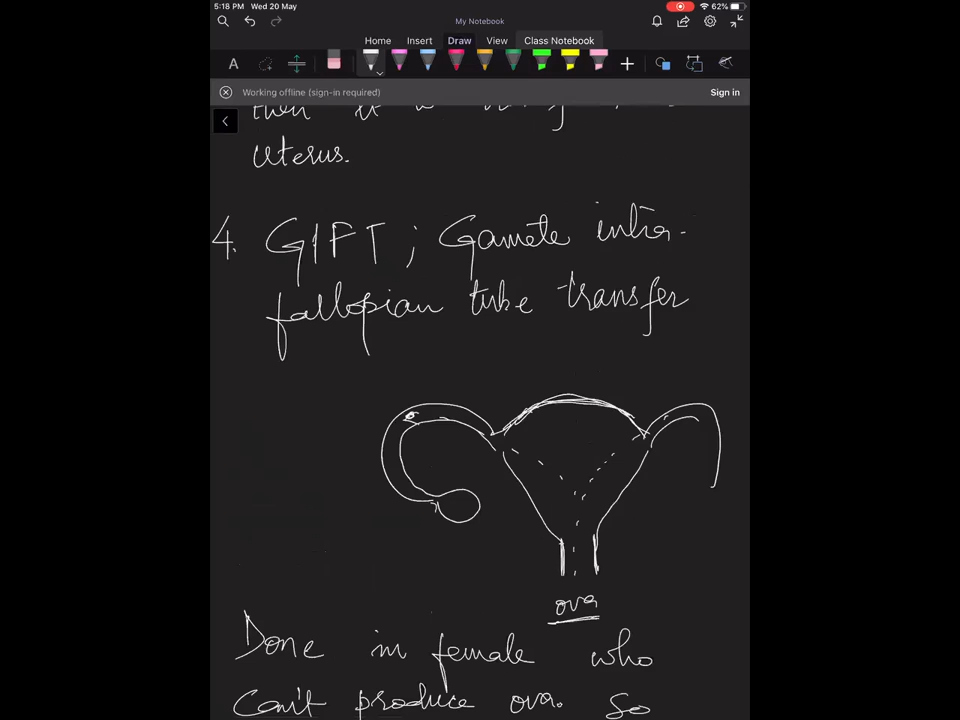 5:18 PM Wed 20 May
62%
My Notebook
Home Insert Draw View Class Notebook
A
Working offline (sign-in required) Sign in
then it
uterus.
4. GIFT; Gamete intra-
fallopian tube transfer
ova
Done in female who
can't produce ova. So